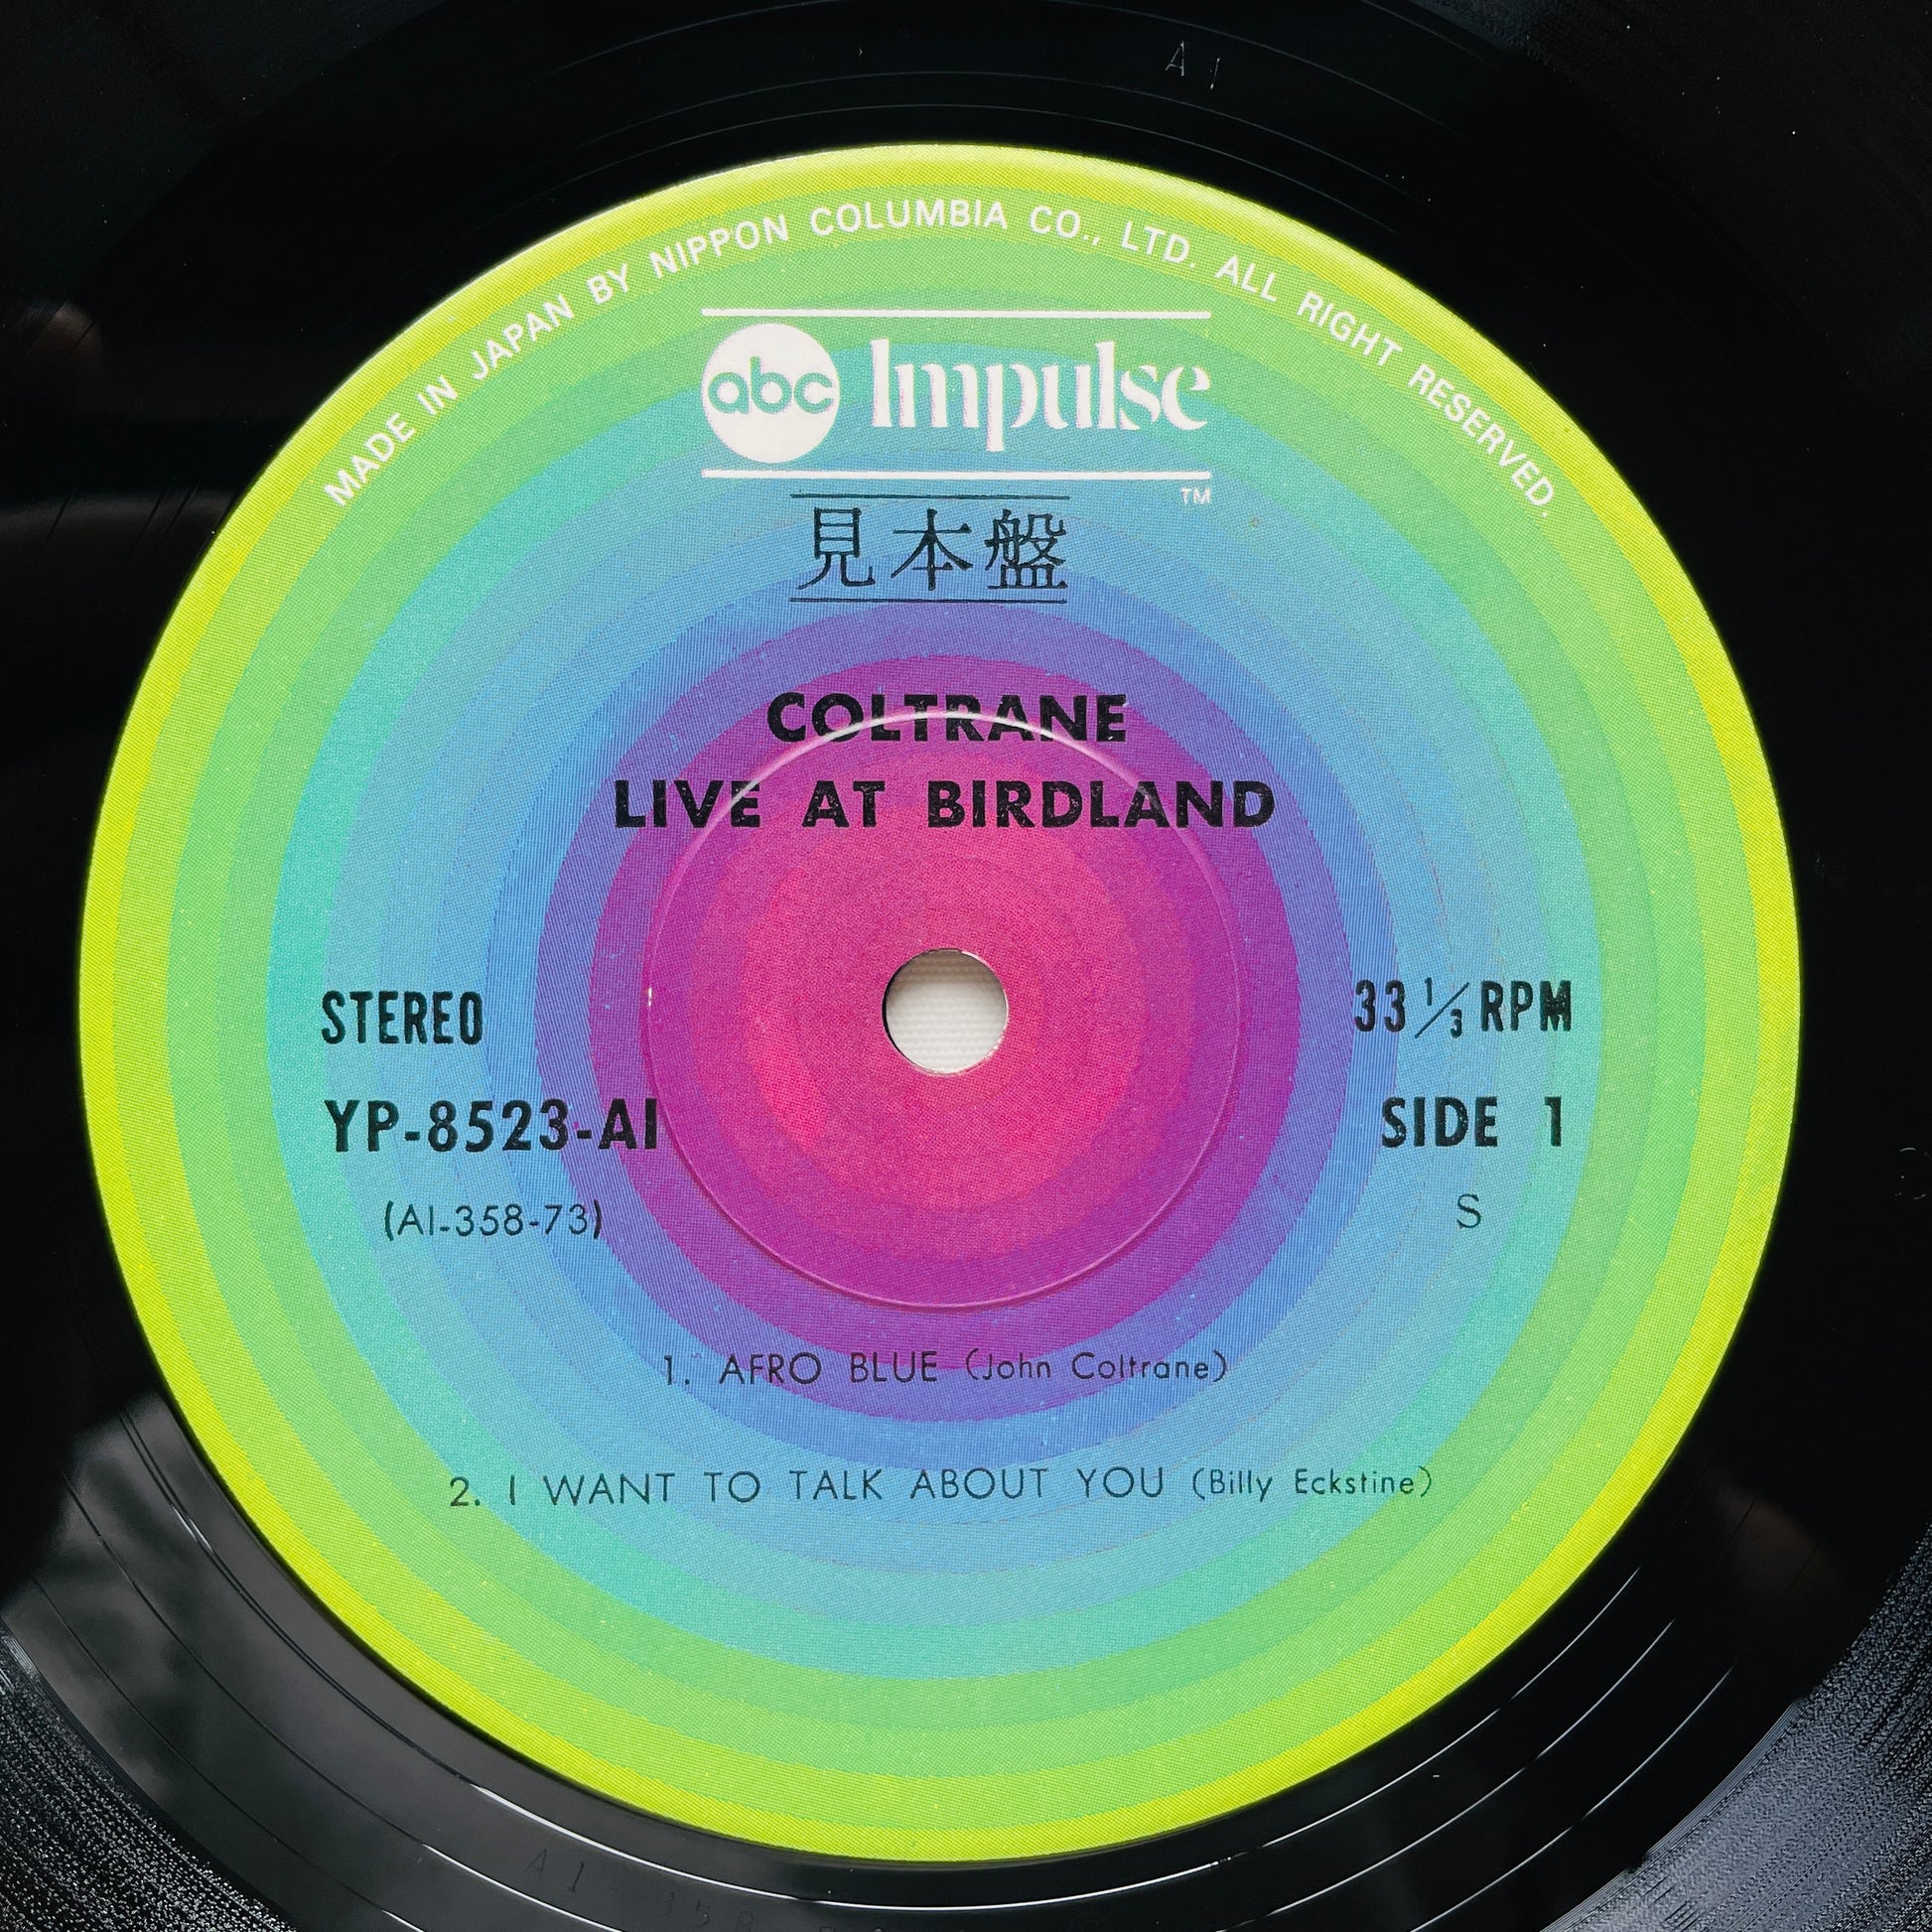 A 1
MADE IN JAPAN BY NIPPON COLUMBIA CO., LTD. ALL RIGHT RESERVED.
abc Impulse
TM
見本盤
COLTRANE
LIVE AT BIRDLAND
STEREO
33 1/3 RPM
YP-8523-AI
SIDE 1
(AI-358-73)
S
1. AFRO BLUE (John Coltrane)
2. I WANT TO TALK ABOUT YOU (Billy Eckstine)